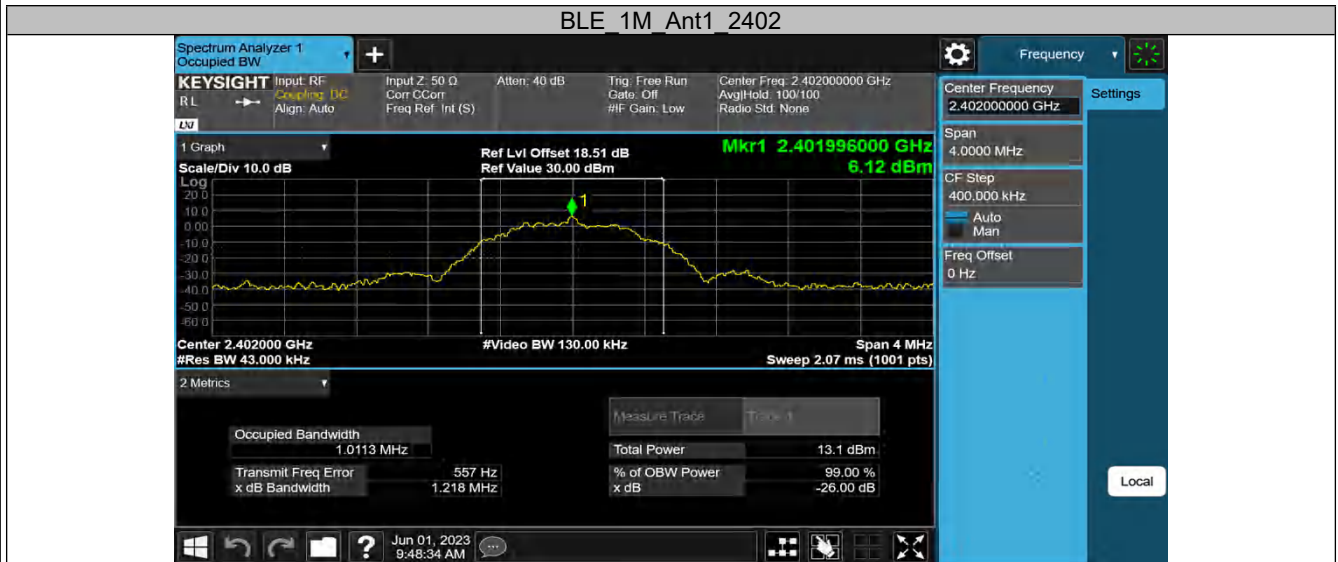 BLE_1M_Ant1_2402
Spectrum Analyzer 1
Occupied BW
Frequency
KEYSIGHT Input: RF Input Z: 50 Ω Atten: 40 dB Trig: Free Run Center Freq: 2.402000000 GHz
RL Coupling: DC Corr CCorr Gate: Off Avg|Hold: 100/100
Align: Auto Freq Ref: Int (S) #IF Gain: Low Radio Std: None
LXI
Center Frequency
2.402000000 GHz
Settings
Span
4.0000 MHz
CF Step
400.000 kHz
Auto
Man
Freq Offset
0 Hz
1 Graph
Scale/Div 10.0 dB
Ref Lvl Offset 18.51 dB
Ref Value 30.00 dBm
Mkr1 2.401996000 GHz
6.12 dBm
Log
20.0
10.0
0.00
-10.0
-20.0
-30.0
-40.0
-50.0
-60.0
1
Center 2.402000 GHz #Video BW 130.00 kHz Span 4 MHz
#Res BW 43.000 kHz Sweep 2.07 ms (1001 pts)
2 Metrics
Measure Trace Trace 1
Occupied Bandwidth
1.0113 MHz
Total Power 13.1 dBm
Transmit Freq Error 557 Hz % of OBW Power 99.00 %
x dB Bandwidth 1.218 MHz x dB -26.00 dB
Local
Jun 01, 2023
9:48:34 AM